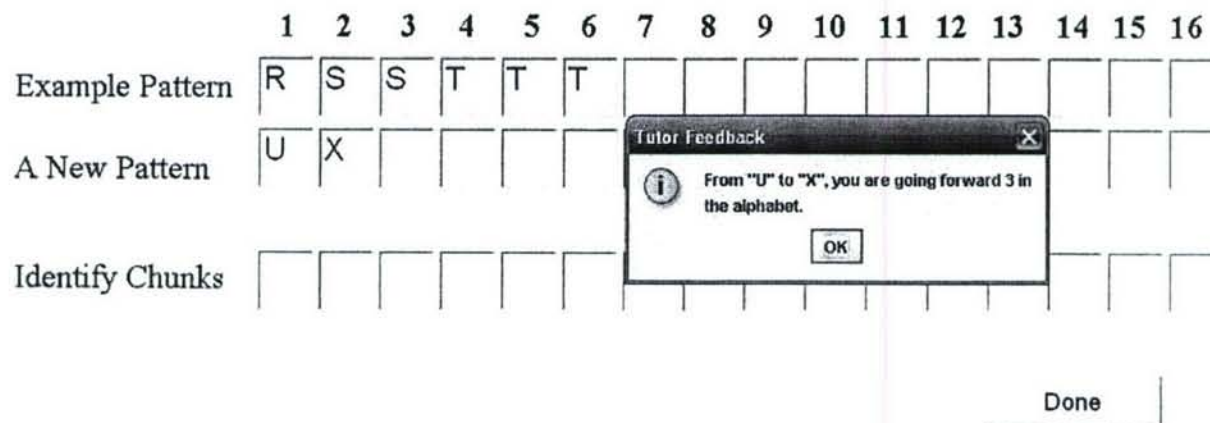 1 2 3 4 5 6 7 8 9 10 11 12 13 14 15 16
Example Pattern R S S T T T
A New Pattern U X
Tutor Feedback
From "U" to "X", you are going forward 3 in
the alphabet.
OK
Identify Chunks
Done